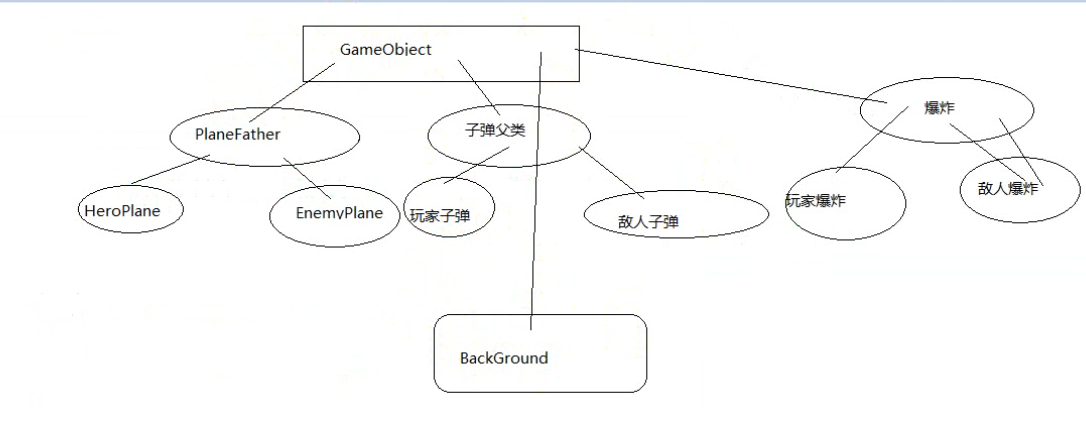 GameObject
爆炸
PlaneFather
子弹父类
HeroPlane
EnemyPlane
玩家子弹
敌人子弹
玩家爆炸
敌人爆炸
BackGround